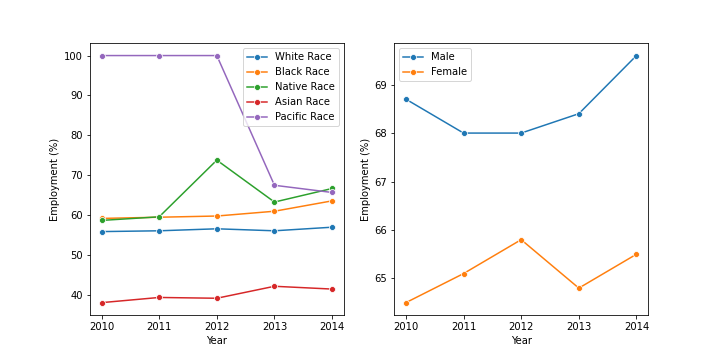 Employment (%)
100
90
80
70
60
50
40
2010 2011 2012 2013 2014
Year
White Race
Black Race
Native Race
Asian Race
Pacific Race
Employment (%)
69
68
67
66
65
2010 2011 2012 2013 2014
Year
Male
Female